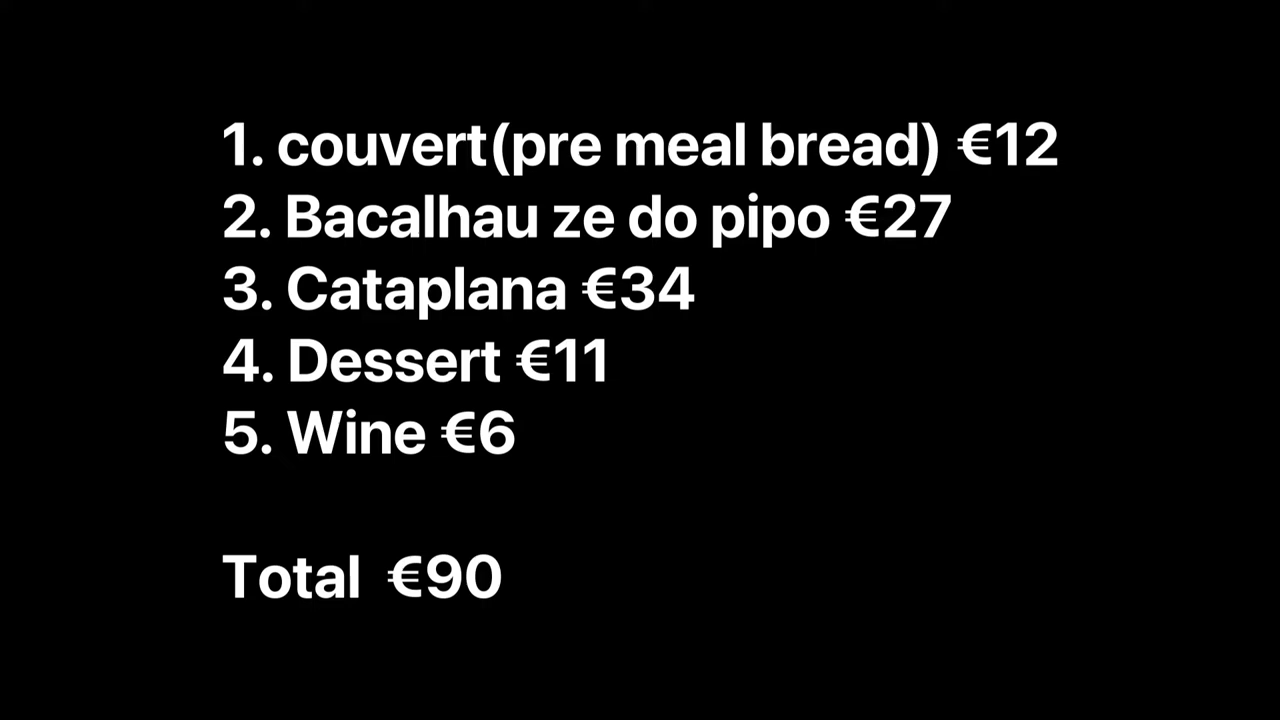 1. couvert(pre meal bread) €12
2. Bacalhau ze do pipo €27
3. Cataplana €34
4. Dessert €11
5. Wine €6
Total €90